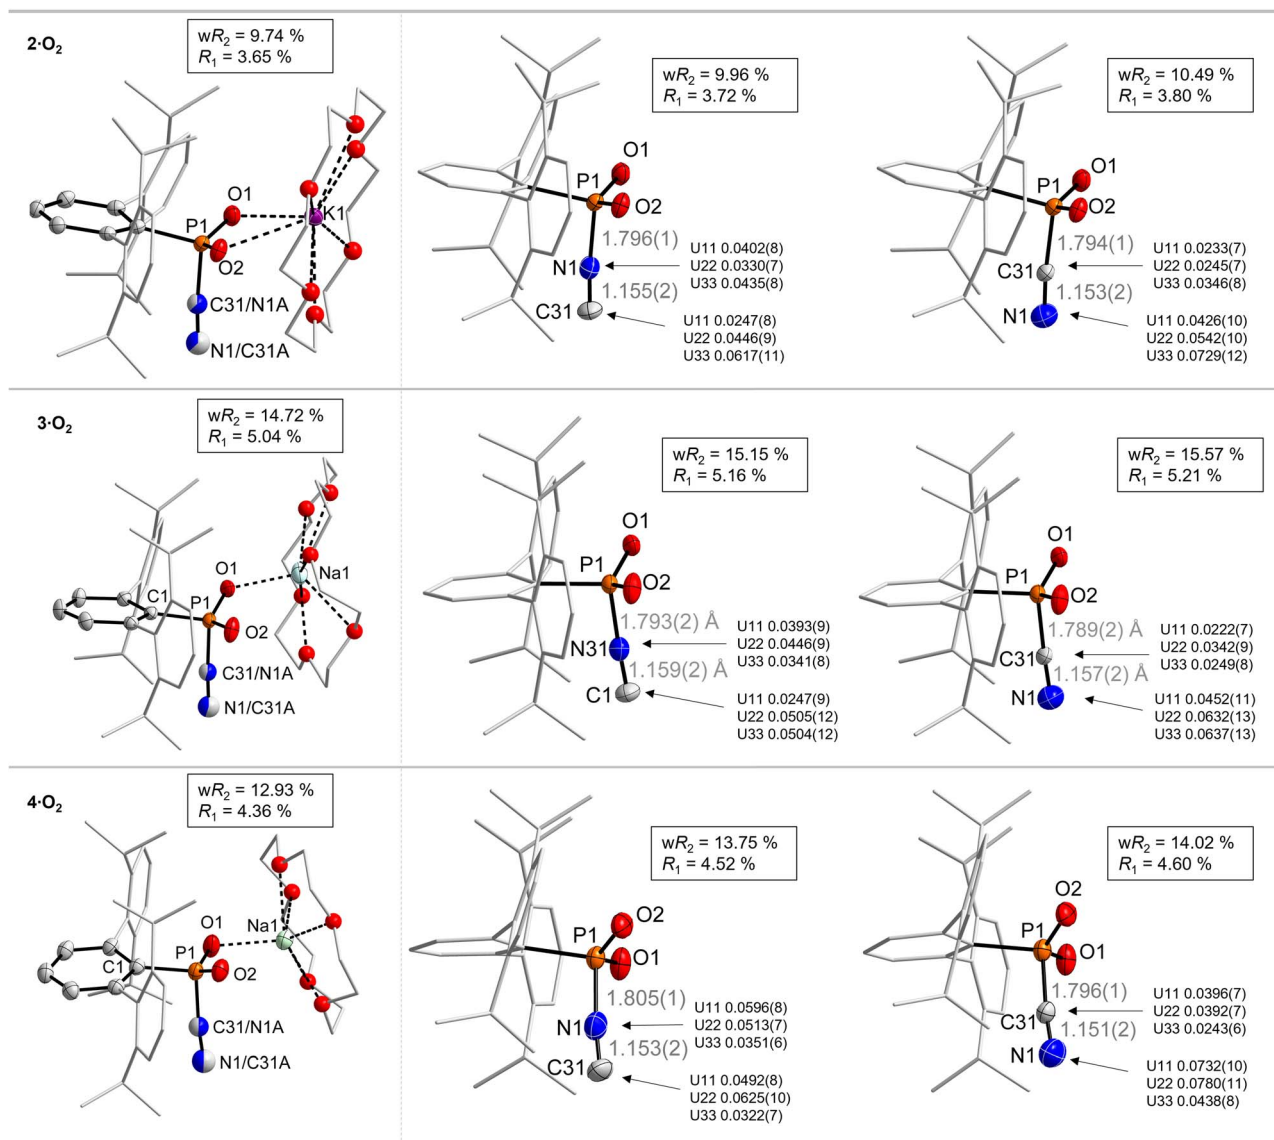 2·O₂
wR₂ = 9.74 %
R₁ = 3.65 %
O1
P1
K1
O2
C31/N1A
N1/C31A
wR₂ = 9.96 %
R₁ = 3.72 %
O1
P1
O2
1.796(1)
N1
1.155(2)
C31
U11 0.0402(8)
U22 0.0330(7)
U33 0.0435(8)
U11 0.0247(8)
U22 0.0446(9)
U33 0.0617(11)
wR₂ = 10.49 %
R₁ = 3.80 %
O1
P1
O2
1.794(1)
C31
1.153(2)
N1
U11 0.0233(7)
U22 0.0245(7)
U33 0.0346(8)
U11 0.0426(10)
U22 0.0542(10)
U33 0.0729(12)
3·O₂
wR₂ = 14.72 %
R₁ = 5.04 %
O1
Na1
C1
P1
O2
C31/N1A
N1/C31A
wR₂ = 15.15 %
R₁ = 5.16 %
O1
P1
O2
1.793(2) Å
N31
1.159(2) Å
C1
U11 0.0393(9)
U22 0.0446(9)
U33 0.0341(8)
U11 0.0247(9)
U22 0.0505(12)
U33 0.0504(12)
wR₂ = 15.57 %
R₁ = 5.21 %
O1
P1
O2
1.789(2) Å
C31
1.157(2) Å
N1
U11 0.0222(7)
U22 0.0342(9)
U33 0.0249(8)
U11 0.0452(11)
U22 0.0632(13)
U33 0.0637(13)
4·O₂
wR₂ = 12.93 %
R₁ = 4.36 %
O1
Na1
P1
C1
O2
C31/N1A
N1/C31A
wR₂ = 13.75 %
R₁ = 4.52 %
O2
P1
O1
1.805(1)
N1
1.153(2)
C31
U11 0.0596(8)
U22 0.0513(7)
U33 0.0351(6)
U11 0.0492(8)
U22 0.0625(10)
U33 0.0322(7)
wR₂ = 14.02 %
R₁ = 4.60 %
O2
P1
O1
1.796(1)
C31
1.151(2)
N1
U11 0.0396(7)
U22 0.0392(7)
U33 0.0243(6)
U11 0.0732(10)
U22 0.0780(11)
U33 0.0438(8)